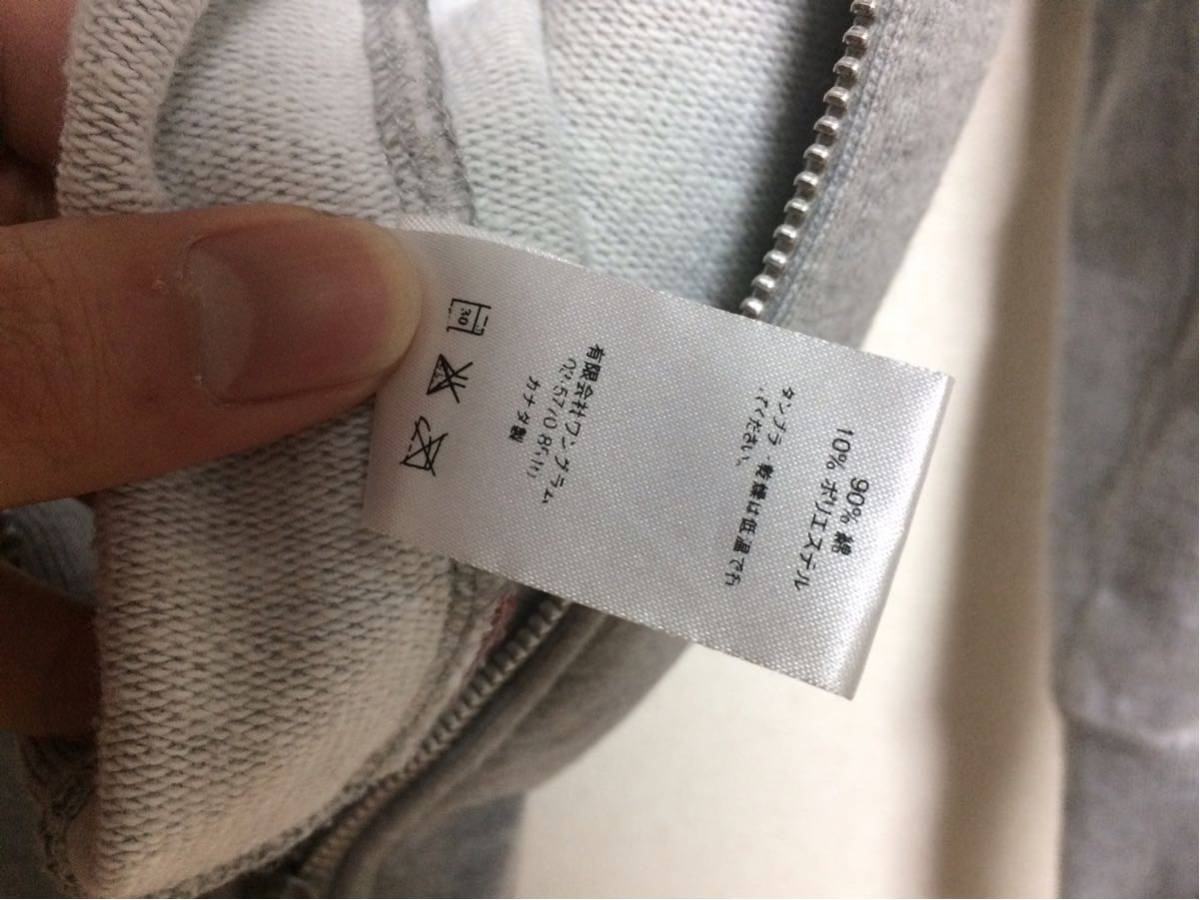 90% 綿
10% ポリエステル
タンブラ 乾燥は低温で行
ってください。
有限会社ワングラム
カナダ製
30